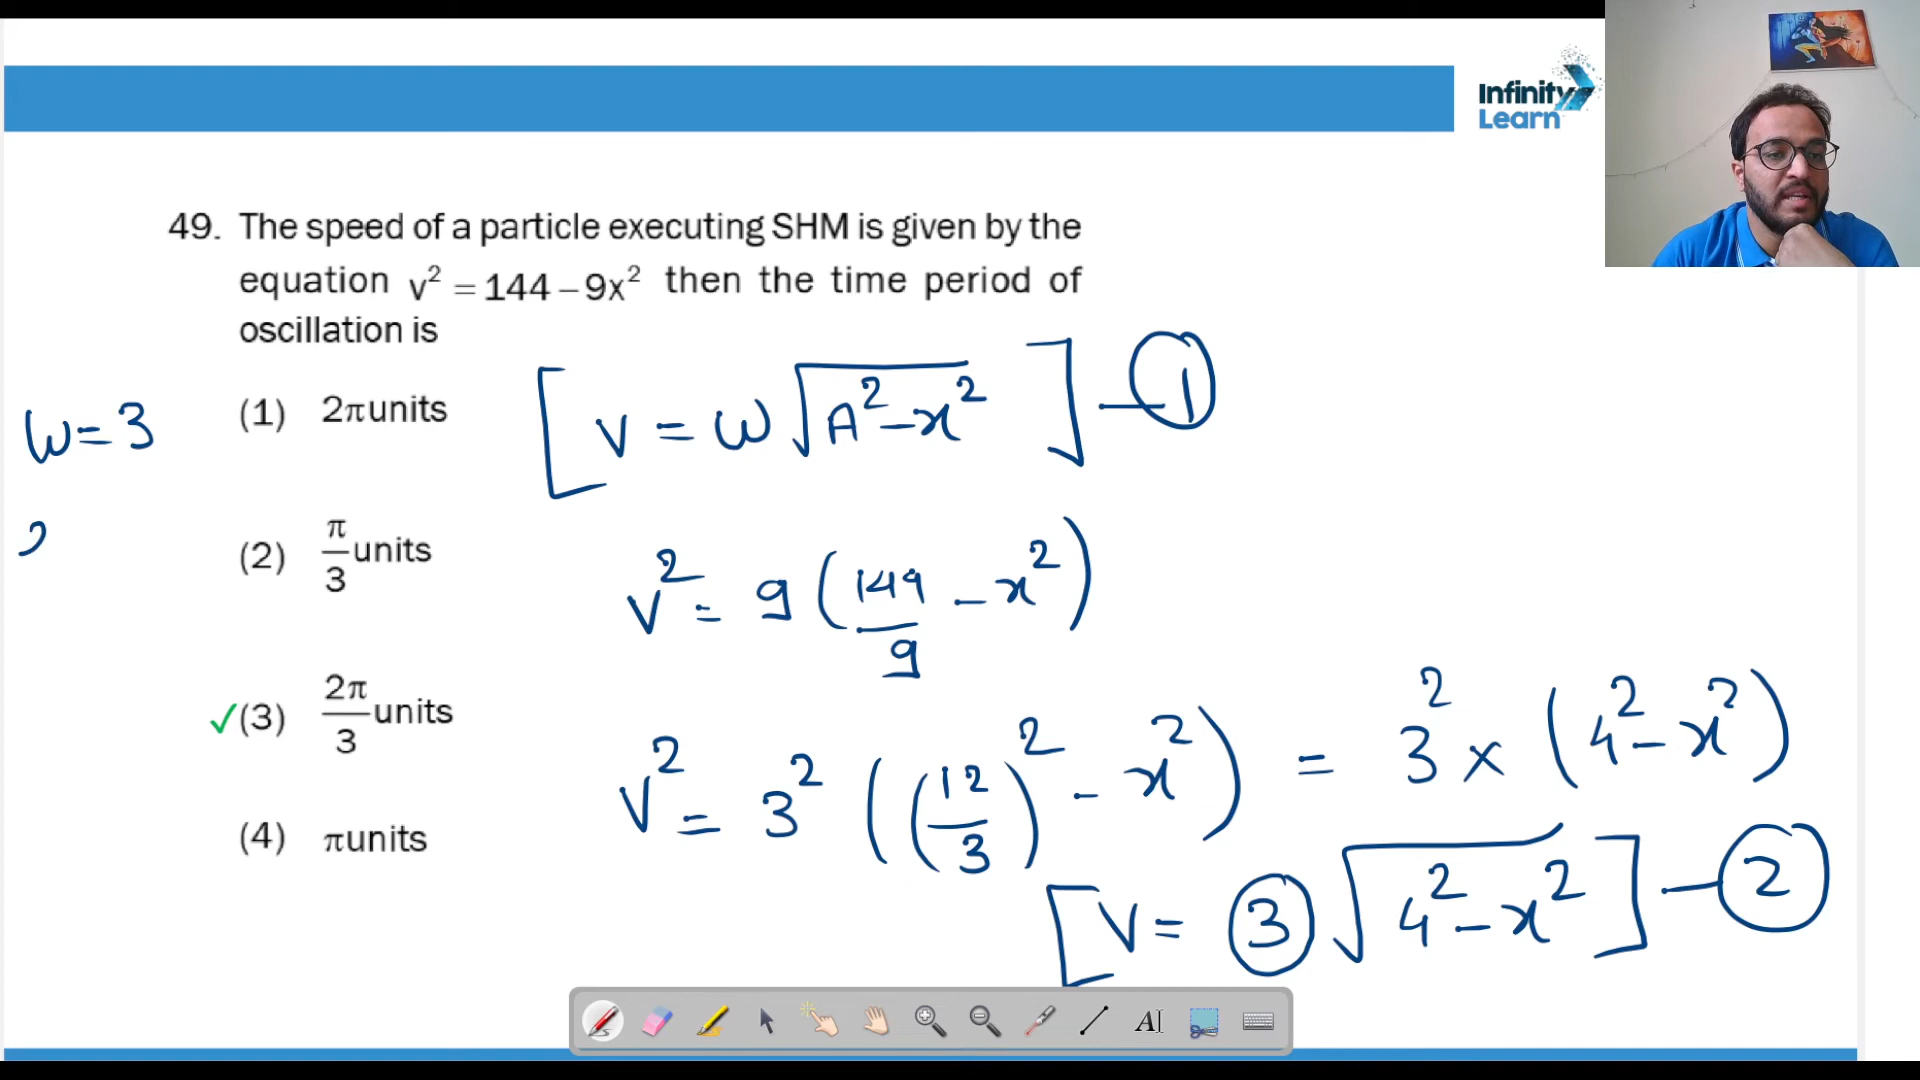 Infinity
Learn
49. The speed of a particle executing SHM is given by the
equation v² = 144 – 9x² then the time period of
oscillation is
[ v = ω √(A² – x²) ] — 1
ω = 3
(1) 2π units
(2) π/3 units
v² = 9 ( 144/9 – x² )
✓(3) 2π/3 units
v² = 3² ( (12/3)² – x² ) = 3² × ( 4² – x² )
(4) π units
[ v = 3 √(4² – x²) ] — 2
A